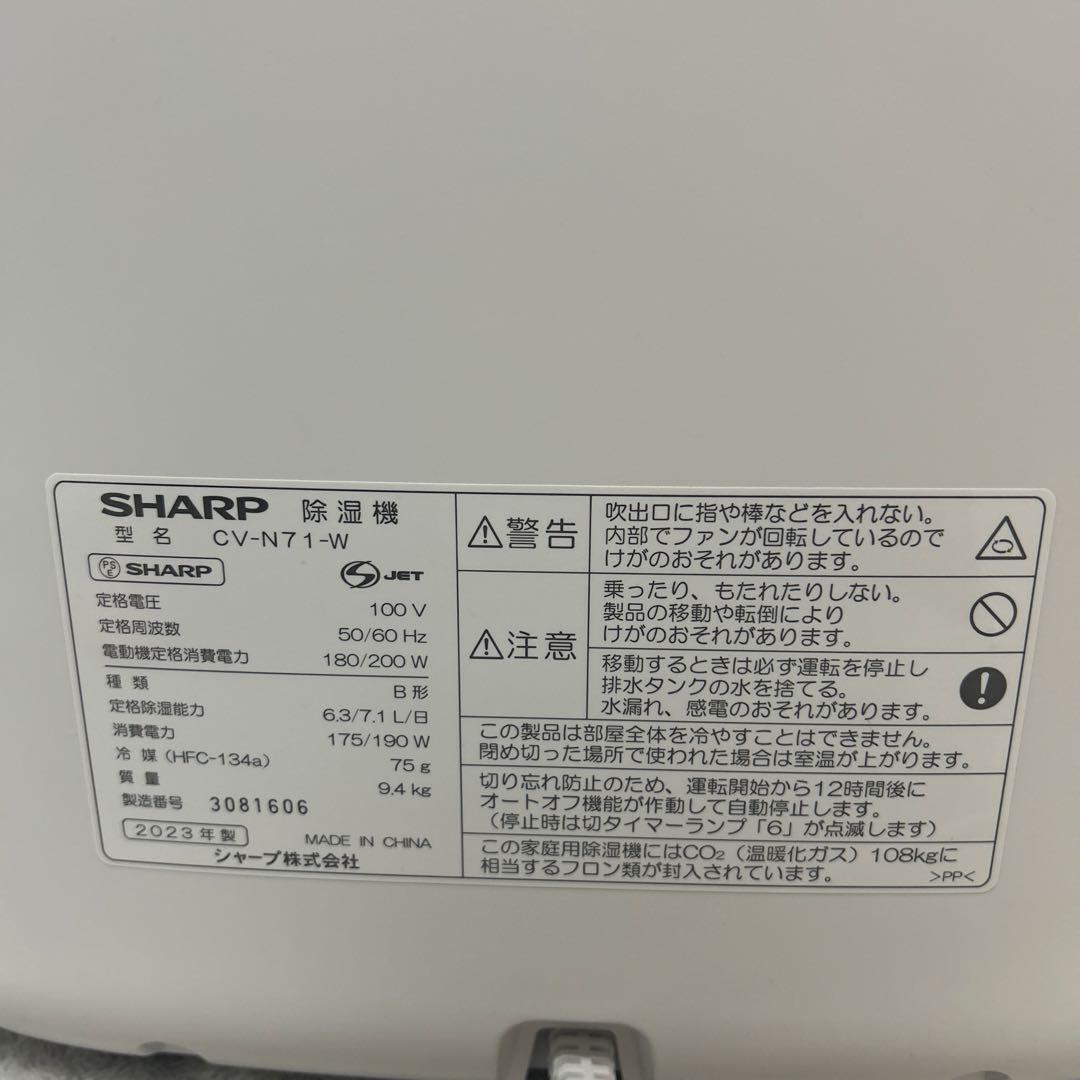 SHARP 除湿機
型名 CV-N71-W
PS E SHARP
S JET
定格電圧 100 V
定格周波数 50/60 Hz
電動機定格消費電力 180/200 W
種類 B形
定格除湿能力 6.3/7.1 L/日
消費電力 175/190 W
冷媒(HFC-134a) 75 g
質量 9.4 kg
製造番号 3081606
2023年製 MADE IN CHINA
シャープ株式会社
⚠警告
吹出口に指や棒などを入れない。
内部でファンが回転しているので
けがのおそれがあります。
⚠注意
乗ったり、もたれたりしない。
製品の移動や転倒により
けがのおそれがあります。
移動するときは必ず運転を停止し
排水タンクの水を捨てる。
水漏れ、感電のおそれがあります。
この製品は部屋全体を冷やすことはできません。
閉め切った場所で使われた場合は室温が上がります。
切り忘れ防止のため、運転開始から12時間後に
オートオフ機能が作動して自動停止します。
(停止時は切タイマーランプ「6」が点滅します)
この家庭用除湿機にはCO₂(温暖化ガス)108kgに
相当するフロン類が封入されています。
>PP<